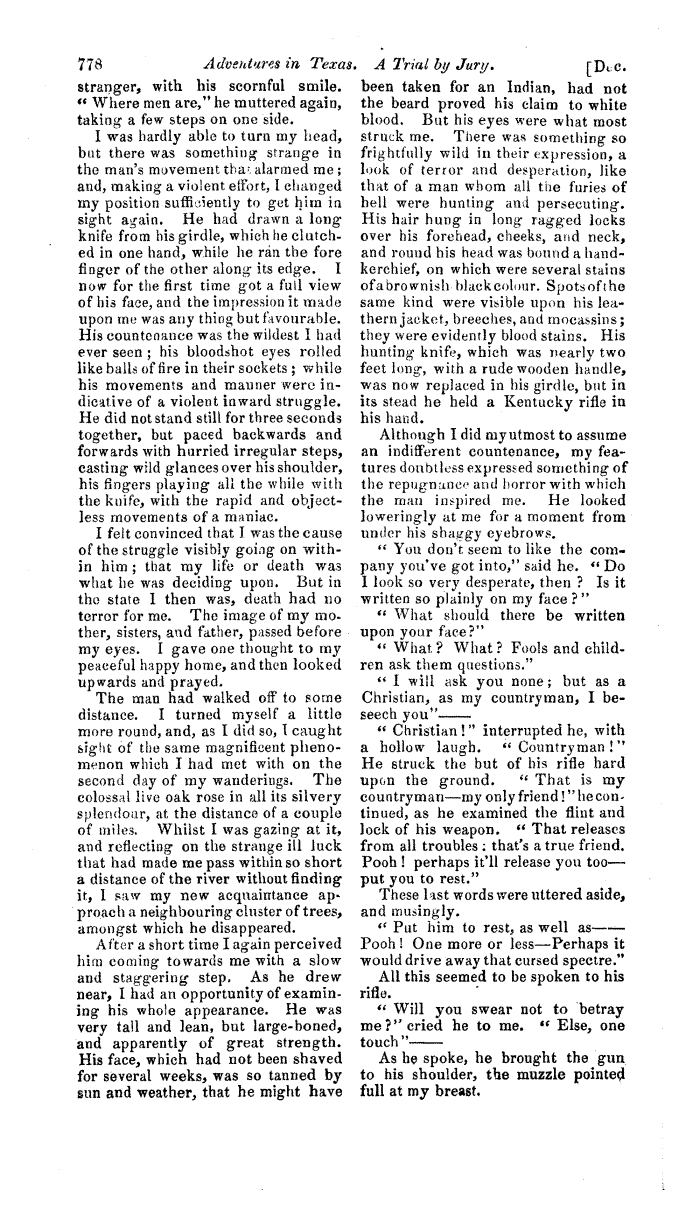 778 Adventures in Texas. A Trial by Jury. [Dec.
stranger, with his scornful smile.
“ Where men are,” he muttered again,
taking a few steps on one side.
I was hardly able to turn my head,
but there was something strange in
the man's movement that alarmed me ;
and, making a violent effort, I changed
my position sufficiently to get him in
sight again. He had drawn a long
knife from his girdle, which he clutch-
ed in one hand, while he ran the fore
finger of the other along its edge. I
now for the first time got a full view
of his face, and the impression it made
upon me was any thing but favourable.
His countenance was the wildest I had
ever seen ; his bloodshot eyes rolled
like balls of fire in their sockets ; while
his movements and manner were in-
dicative of a violent inward struggle.
He did not stand still for three seconds
together, but paced backwards and
forwards with hurried irregular steps,
casting wild glances over his shoulder,
his fingers playing all the while with
the knife, with the rapid and object-
less movements of a maniac.
I felt convinced that I was the cause
of the struggle visibly going on with-
in him ; that my life or death was
what he was deciding upon. But in
the state I then was, death had no
terror for me. The image of my mo-
ther, sisters, and father, passed before
my eyes. I gave one thought to my
peaceful happy home, and then looked
upwards and prayed.
The man had walked off to some
distance. I turned myself a little
more round, and, as I did so, I caught
sight of the same magnificent pheno-
menon which I had met with on the
second day of my wanderings. The
colossal live oak rose in all its silvery
splendour, at the distance of a couple
of miles. Whilst I was gazing at it,
and reflecting on the strange ill luck
that had made me pass within so short
a distance of the river without finding
it, I saw my new acquaintance ap-
proach a neighbouring cluster of trees,
amongst which he disappeared.
After a short time I again perceived
him coming towards me with a slow
and staggering step. As he drew
near, I had an opportunity of examin-
ing his whole appearance. He was
very tall and lean, but large-boned,
and apparently of great strength.
His face, which had not been shaved
for several weeks, was so tanned by
sun and weather, that he might have
been taken for an Indian, had not
the beard proved his claim to white
blood. But his eyes were what most
struck me. There was something so
frightfully wild in their expression, a
look of terror and desperation, like
that of a man whom all the furies of
hell were hunting and persecuting.
His hair hung in long ragged locks
over his forehead, cheeks, and neck,
and round his head was bound a hand-
kerchief, on which were several stains
of a brownish black colour. Spots of the
same kind were visible upon his lea-
thern jacket, breeches, and mocassins ;
they were evidently blood stains. His
hunting knife, which was nearly two
feet long, with a rude wooden handle,
was now replaced in his girdle, but in
its stead he held a Kentucky rifle in
his hand.
Although I did my utmost to assume
an indifferent countenance, my fea-
tures doubtless expressed something of
the repugnance and horror with which
the man inspired me. He looked
loweringly at me for a moment from
under his shaggy eyebrows.
“ You don't seem to like the com-
pany you've got into,” said he. “ Do
I look so very desperate, then ? Is it
written so plainly on my face ? ”
“ What should there be written
upon your face?”
“ What ? What ? Fools and child-
ren ask them questions.”
“ I will ask you none ; but as a
Christian, as my countryman, I be-
seech you”——
“ Christian ! ” interrupted he, with
a hollow laugh. “ Countryman ! ”
He struck the but of his rifle hard
upon the ground. “ That is my
countryman—my only friend ! ” he con-
tinued, as he examined the flint and
lock of his weapon. “ That releases
from all troubles : that's a true friend.
Pooh ! perhaps it'll release you too—
put you to rest.”
These last words were uttered aside,
and musingly.
“ Put him to rest, as well as——
Pooh ! One more or less—Perhaps it
would drive away that cursed spectre.”
All this seemed to be spoken to his
rifle.
“ Will you swear not to betray
me ? ” cried he to me. “ Else, one
touch ”——
As he spoke, he brought the gun
to his shoulder, the muzzle pointed
full at my breast.